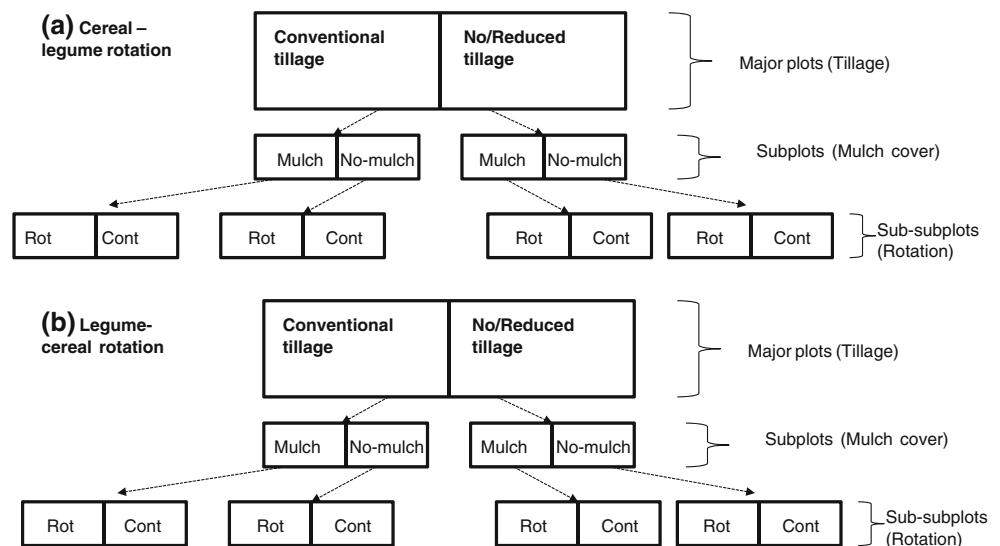 (a) Cereal –
legume rotation
Conventional
tillage
No/Reduced
tillage
Major plots (Tillage)
Mulch No-mulch Mulch No-mulch
Subplots (Mulch cover)
Rot Cont Rot Cont Rot Cont Rot Cont
Sub-subplots
(Rotation)
(b) Legume-
cereal rotation
Conventional
tillage
No/Reduced
tillage
Major plots (Tillage)
Mulch No-mulch Mulch No-mulch
Subplots (Mulch cover)
Rot Cont Rot Cont Rot Cont Rot Cont
Sub-subplots
(Rotation)